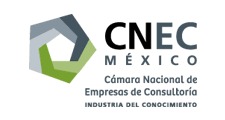 CNEC
MÉXICO
Cámara Nacional de
Empresas de Consultoría
INDUSTRIA DEL CONOCIMIENTO